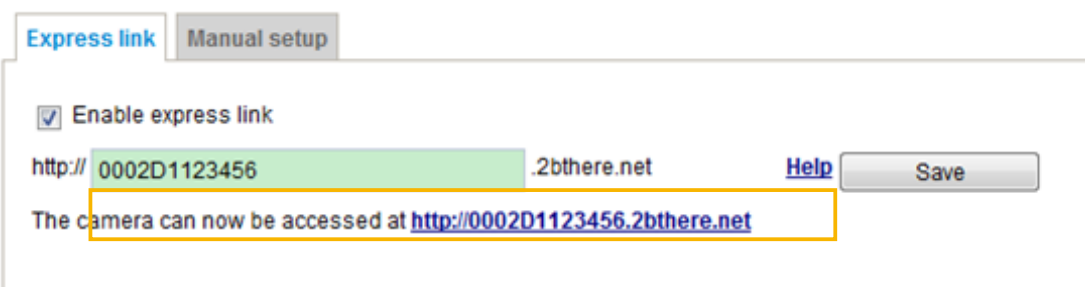 Express link Manual setup
Enable express link
http:// 0002D1123456 .2bthere.net Help Save
The camera can now be accessed at http://0002D1123456.2bthere.net